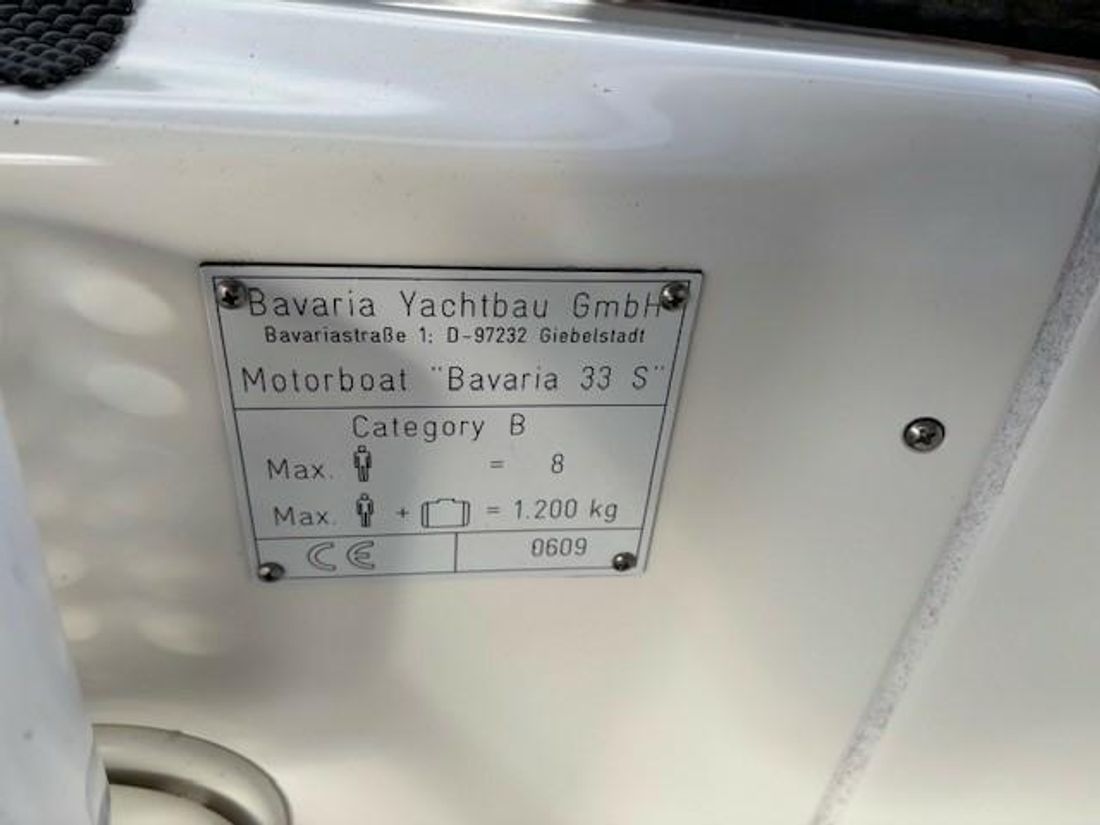 Bavaria Yachtbau GmbH
Bavariastraße 1; D-97232 Giebelstadt
Motorboat "Bavaria 33 S"
Category B
Max. = 8
Max. + = 1.200 kg
CE 0609